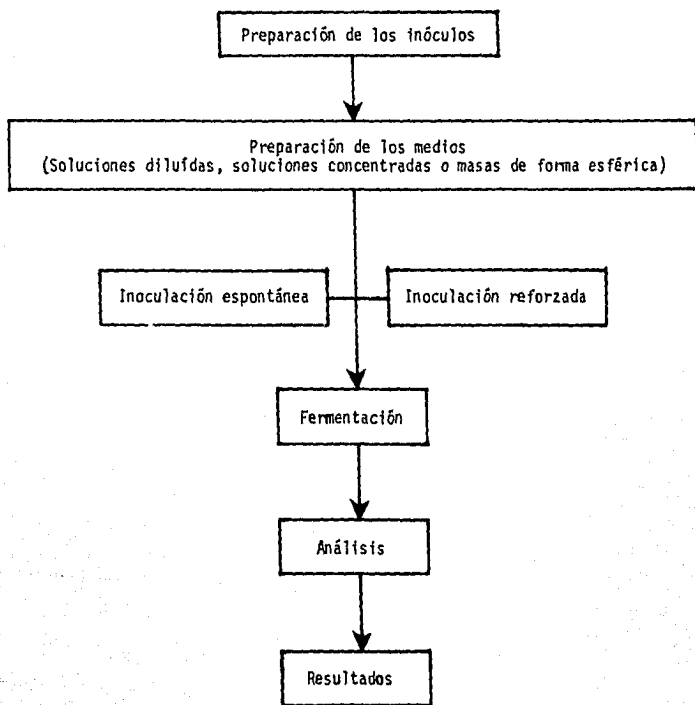 Preparación de los inóculos
Preparación de los medios
(Soluciones diluídas, soluciones concentradas o masas de forma esférica)
Inoculación espontánea
Inoculación reforzada
Fermentación
Análisis
Resultados